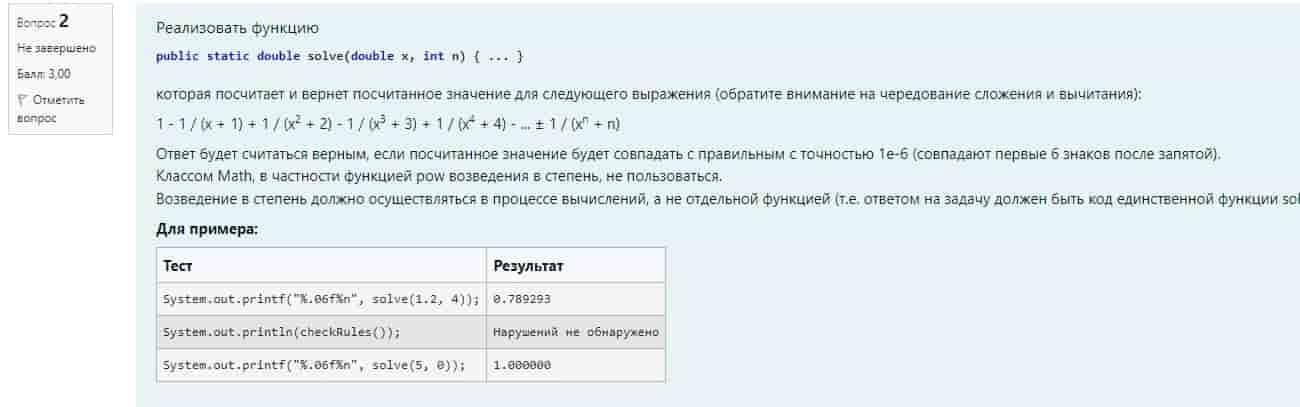 Вопрос 2
Не завершено
Балл: 3,00
Отметить
вопрос
Реализовать функцию
public static double solve(double x, int n) { ... }
которая посчитает и вернет посчитанное значение для следующего выражения (обратите внимание на чередование сложения и вычитания):
1 - 1 / (x + 1) + 1 / (x² + 2) - 1 / (x³ + 3) + 1 / (x⁴ + 4) - ... ± 1 / (xⁿ + n)
Ответ будет считаться верным, если посчитанное значение будет совпадать с правильным с точностью 1e-6 (совпадают первые 6 знаков после запятой).
Классом Math, в частности функцией pow возведения в степень, не пользоваться.
Возведение в степень должно осуществляться в процессе вычислений, а не отдельной функцией (т.е. ответом на задачу должен быть код единственной функции sol
Для примера:
Тест Результат
System.out.printf("%.06f%n", solve(1.2, 4)); 0.789293
System.out.println(checkRules()); Нарушений не обнаружено
System.out.printf("%.06f%n", solve(5, 0)); 1.000000